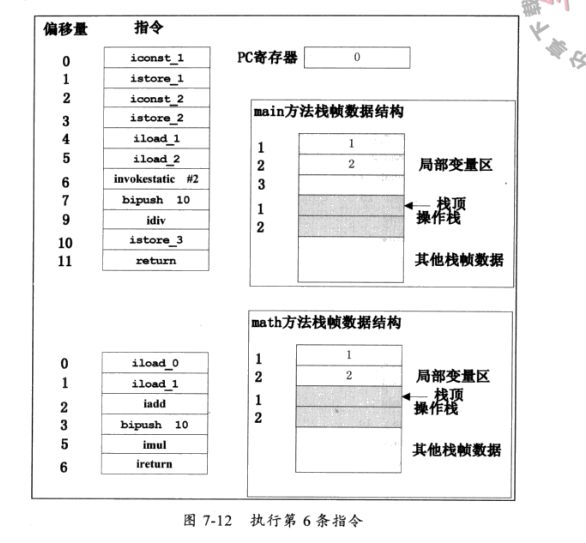 分享下载
偏移量 指令
0 iconst_1
1 istore_1
2 iconst_2
3 istore_2
4 iload_1
5 iload_2
6 invokestatic #2
7 bipush 10
9 idiv
10 istore_3
11 return
PC寄存器 0
main方法栈帧数据结构
1 1
2 2 局部变量区
3
1 栈顶
操作栈
2
其他栈帧数据
0 iload_0
1 iload_1
2 iadd
3 bipush 10
5 imul
6 ireturn
math方法栈帧数据结构
1 1
2 2 局部变量区
1 栈顶
操作栈
2
其他栈帧数据
图 7-12 执行第 6 条指令